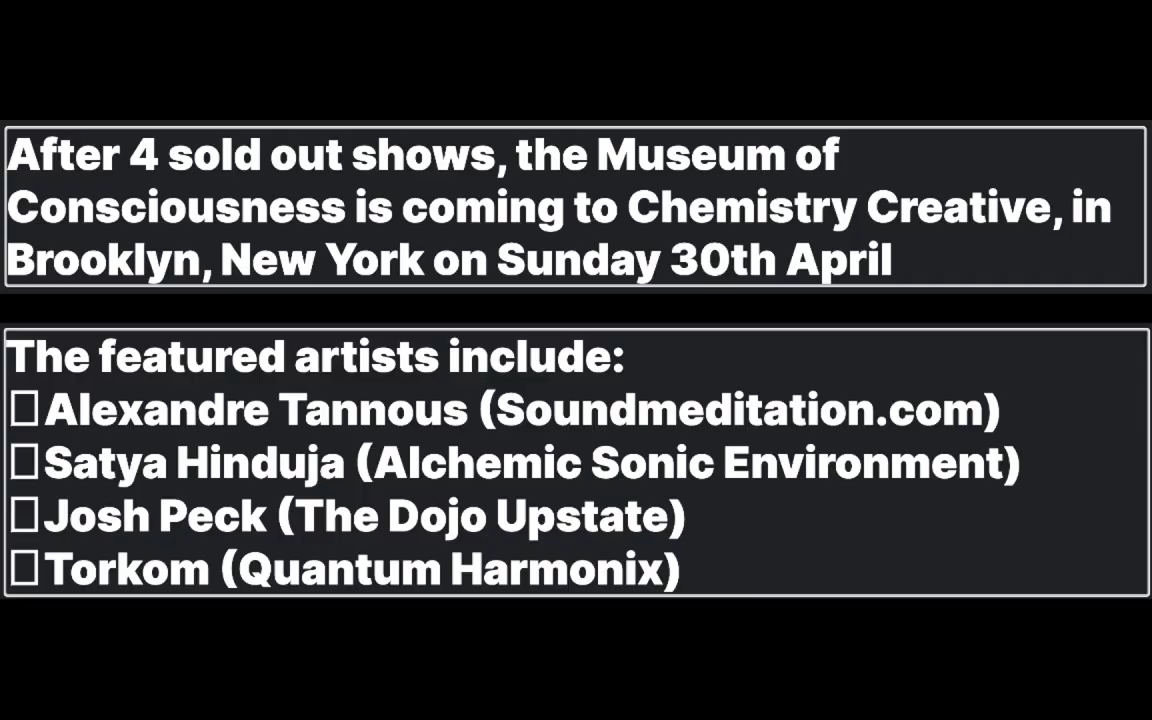 After 4 sold out shows, the Museum of
Consciousness is coming to Chemistry Creative, in
Brooklyn, New York on Sunday 30th April
The featured artists include:
▯Alexandre Tannous (Soundmeditation.com)
▯Satya Hinduja (Alchemic Sonic Environment)
▯Josh Peck (The Dojo Upstate)
▯Torkom (Quantum Harmonix)